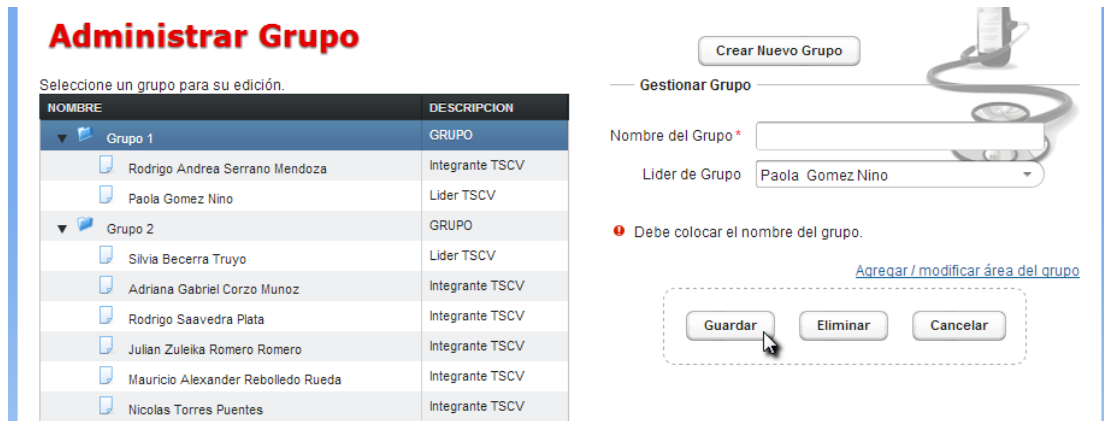 Administrar Grupo
Seleccione un grupo para su edición.
NOMBRE DESCRIPCION
Grupo 1 GRUPO
Rodrigo Andrea Serrano Mendoza Integrante TSCV
Paola Gomez Nino Lider TSCV
Grupo 2 GRUPO
Silvia Becerra Truyo Lider TSCV
Adriana Gabriel Corzo Munoz Integrante TSCV
Rodrigo Saavedra Plata Integrante TSCV
Julian Zuleika Romero Romero Integrante TSCV
Mauricio Alexander Rebolledo Rueda Integrante TSCV
Nicolas Torres Puentes Integrante TSCV
Crear Nuevo Grupo
Gestionar Grupo
Nombre del Grupo *
Lider de Grupo Paola Gomez Nino
Debe colocar el nombre del grupo.
Agregar / modificar área del grupo
Guardar Eliminar Cancelar